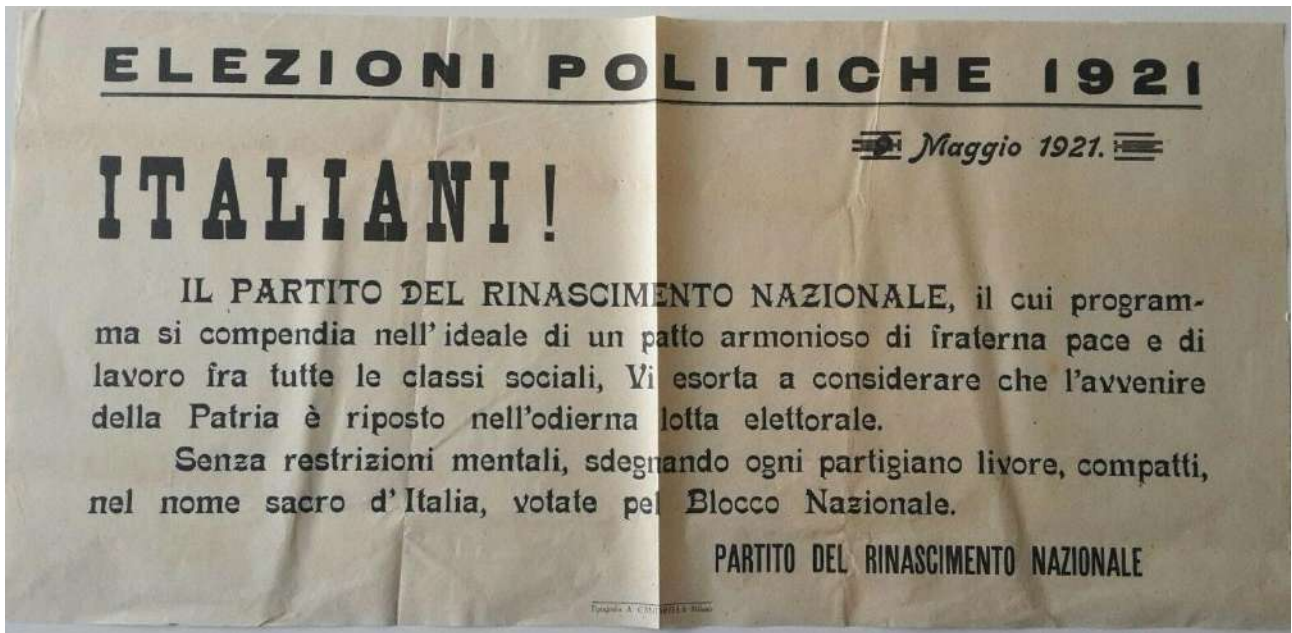 ELEZIONI POLITICHE 1921
9 Maggio 1921.
ITALIANI!
IL PARTITO DEL RINASCIMENTO NAZIONALE, il cui program-
ma si compendia nell'ideale di un patto armonioso di fraterna pace e di
lavoro fra tutte le classi sociali, Vi esorta a considerare che l'avvenire
della Patria è riposto nell'odierna lotta elettorale.
Senza restrizioni mentali, sdegnando ogni partigiano livore, compatti,
nel nome sacro d'Italia, votate pel Blocco Nazionale.
PARTITO DEL RINASCIMENTO NAZIONALE
Tipografia A. Milano